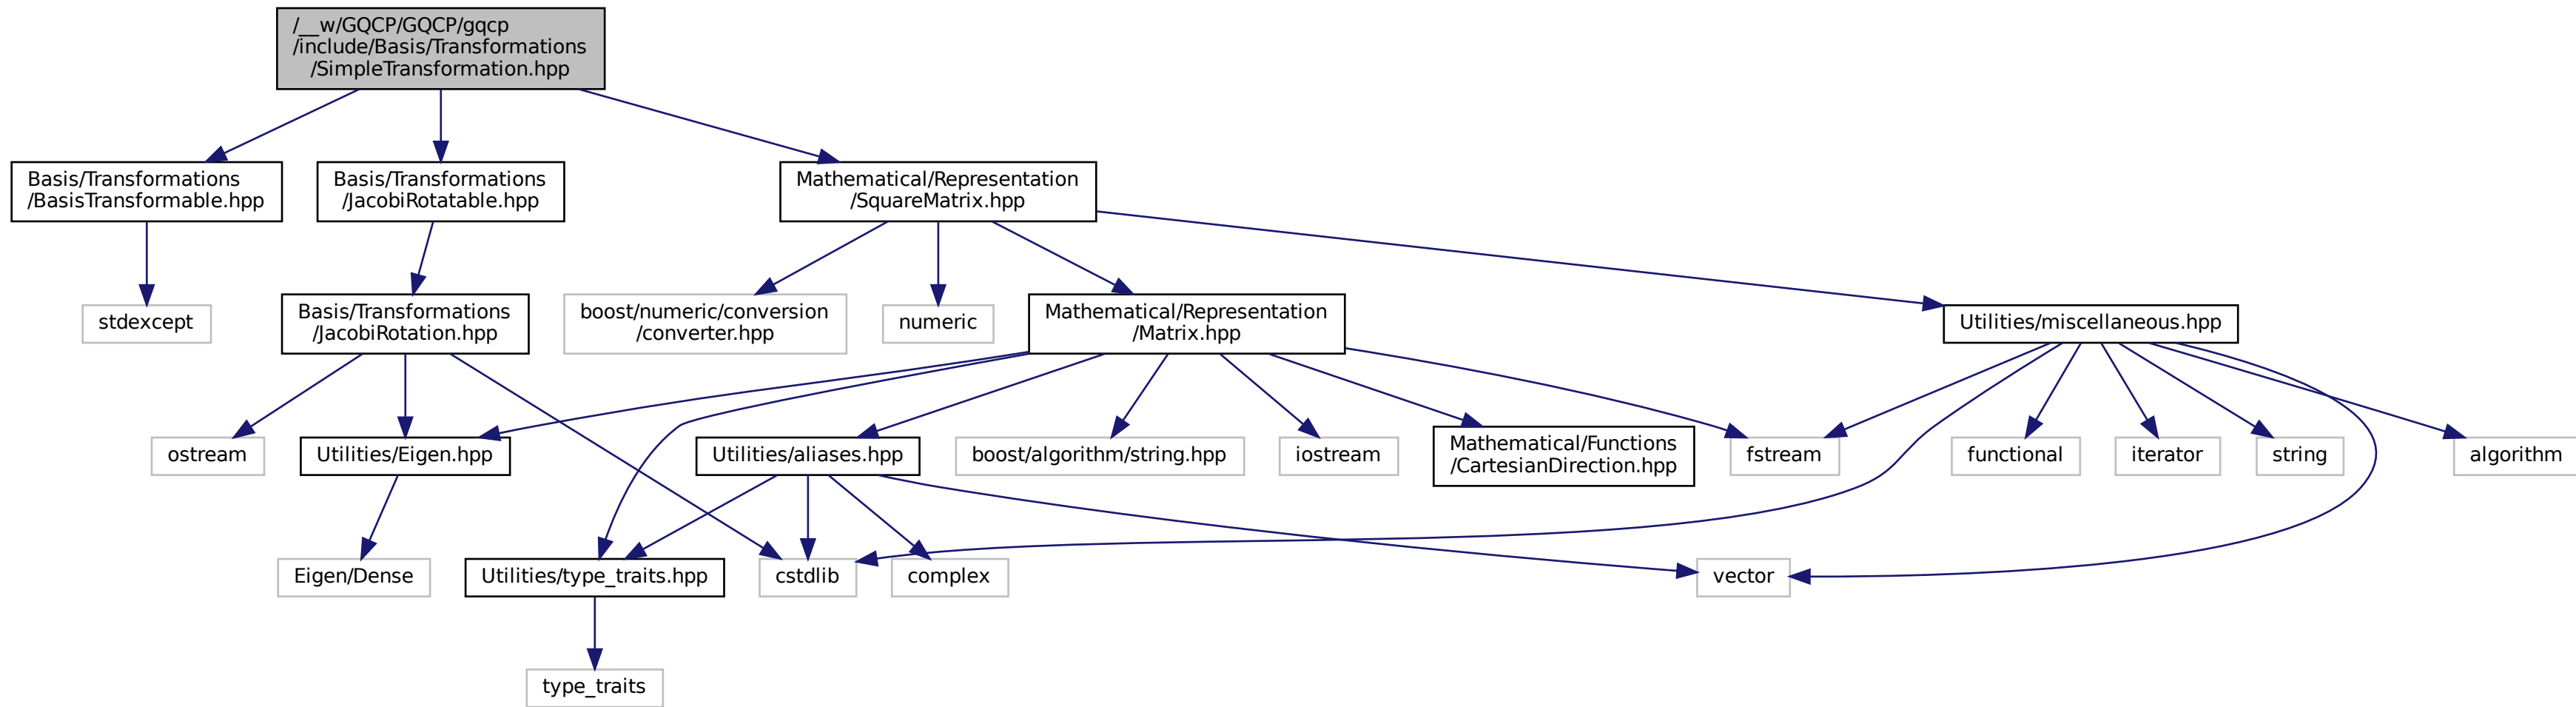 /__w/GQCP/GQCP/gqcp
/include/Basis/Transformations
/SimpleTransformation.hpp
Basis/Transformations
/BasisTransformable.hpp
Basis/Transformations
/JacobiRotatable.hpp
Mathematical/Representation
/SquareMatrix.hpp
stdexcept
Basis/Transformations
/JacobiRotation.hpp
boost/numeric/conversion
/converter.hpp
numeric
Mathematical/Representation
/Matrix.hpp
Utilities/miscellaneous.hpp
ostream
Utilities/Eigen.hpp
Utilities/aliases.hpp
boost/algorithm/string.hpp
iostream
Mathematical/Functions
/CartesianDirection.hpp
fstream
functional
iterator
string
algorithm
Eigen/Dense
Utilities/type_traits.hpp
cstdlib
complex
vector
type_traits